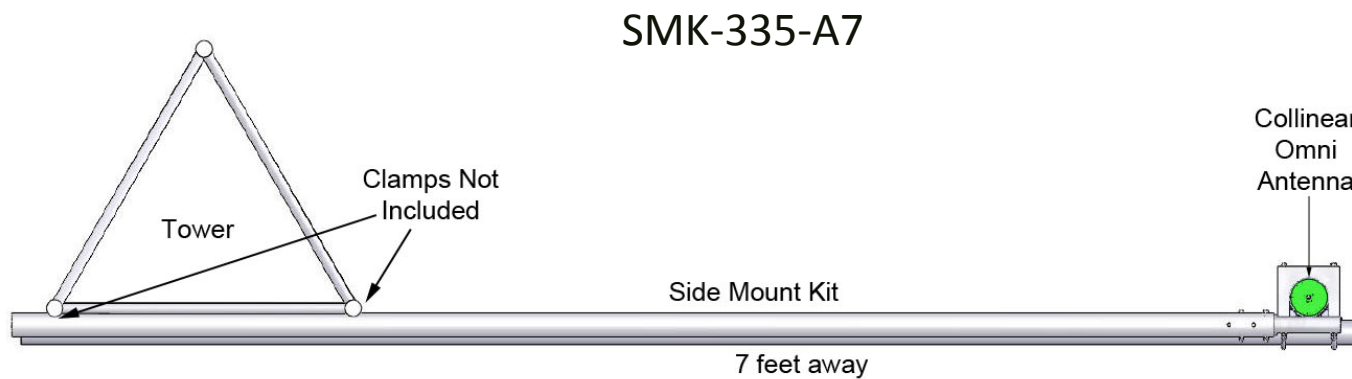 SMK-335-A7
Collinear
Omni
Antenna
Clamps Not
Included
Tower
Side Mount Kit
7 feet away